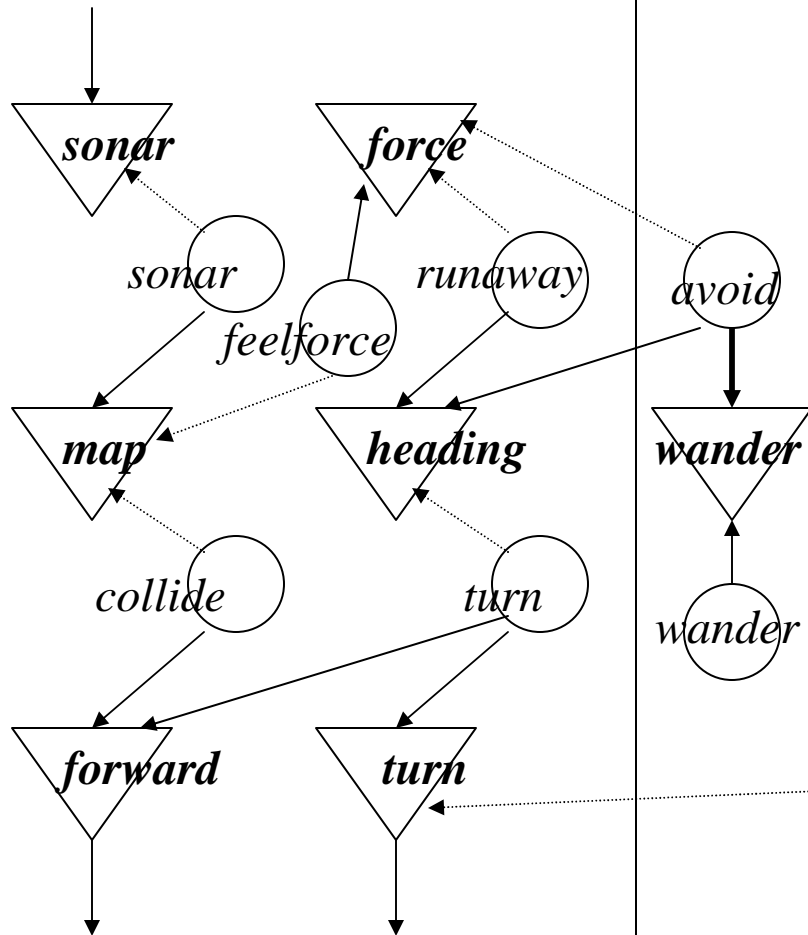 sonar
force
sonar
runaway
avoid
feelforce
map
heading
wander
collide
turn
wander
forward
turn